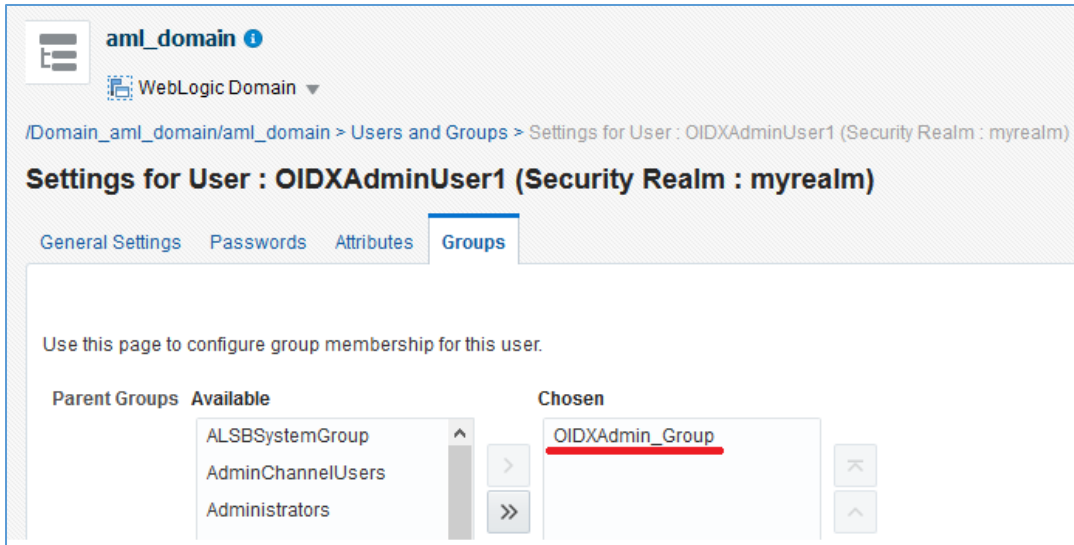 aml_domain
WebLogic Domain
/Domain_aml_domain/aml_domain > Users and Groups > Settings for User : OIDXAdminUser1 (Security Realm : myrealm)
Settings for User : OIDXAdminUser1 (Security Realm : myrealm)
General Settings Passwords Attributes Groups
Use this page to configure group membership for this user.
Parent Groups Available Chosen
ALSBSystemGroup OIDXAdmin_Group
AdminChannelUsers
Administrators